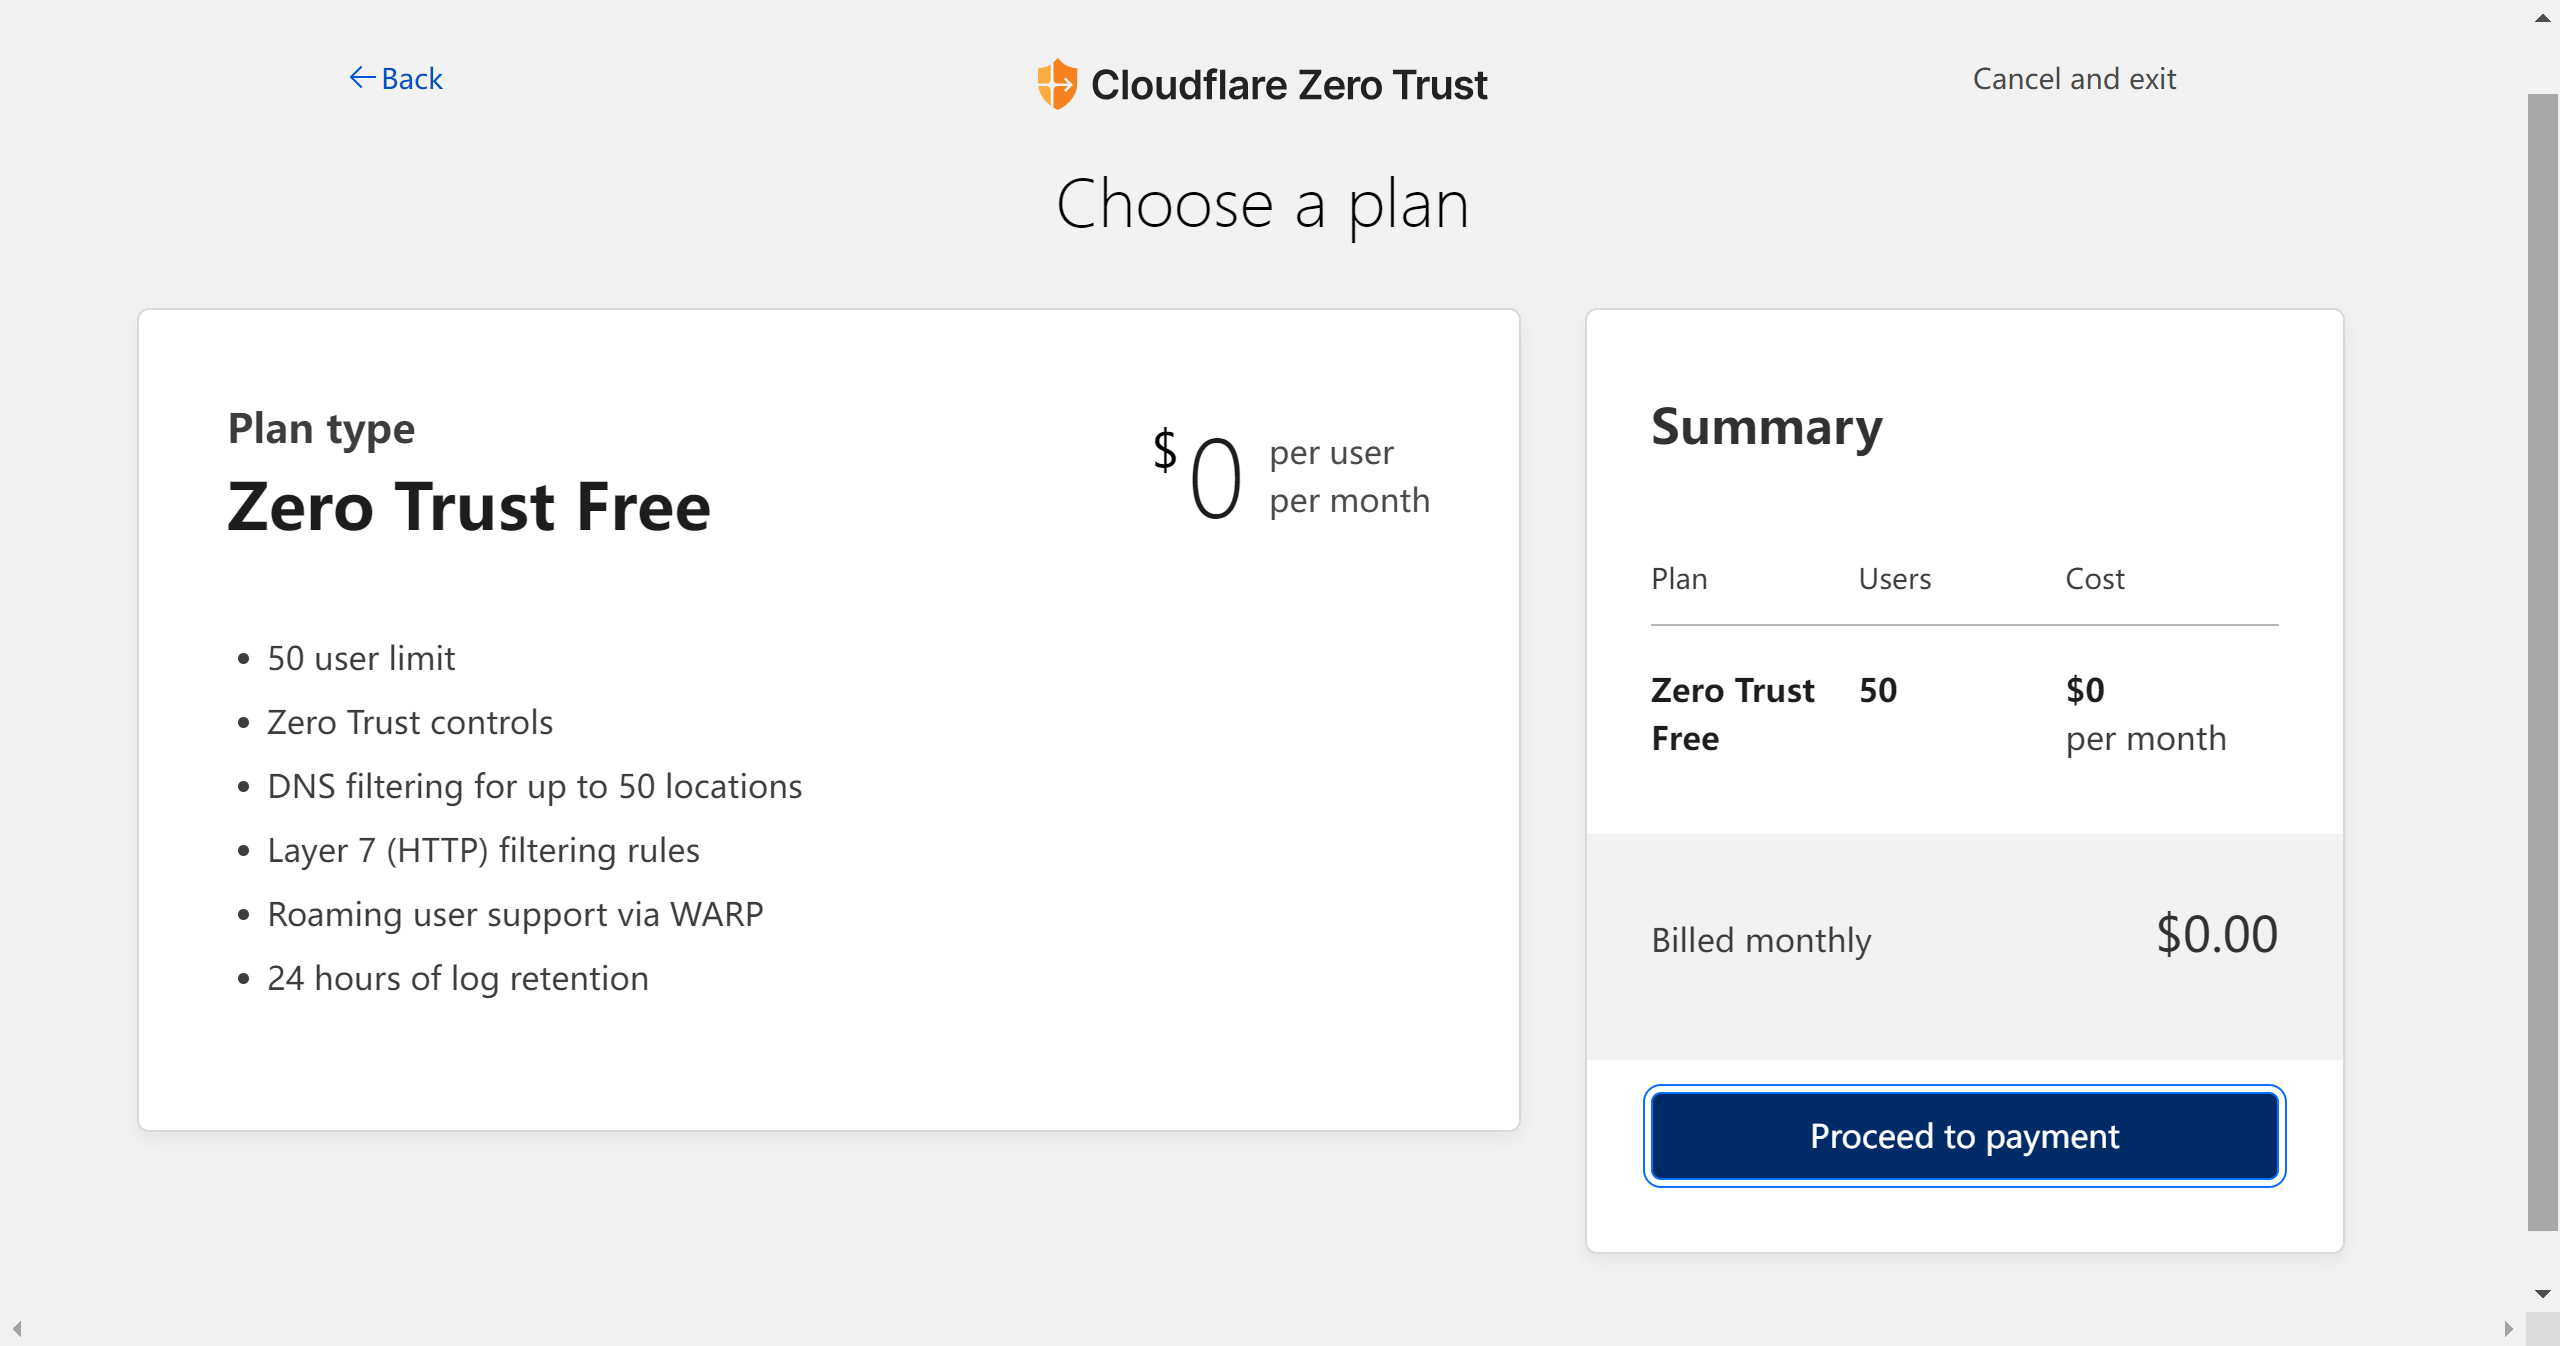 Back
Cloudflare Zero Trust
Cancel and exit
Choose a plan
Plan type
Zero Trust Free
$0 per user
per month
• 50 user limit
• Zero Trust controls
• DNS filtering for up to 50 locations
• Layer 7 (HTTP) filtering rules
• Roaming user support via WARP
• 24 hours of log retention
Summary
Plan Users Cost
Zero Trust 50 $0
Free per month
Billed monthly $0.00
Proceed to payment